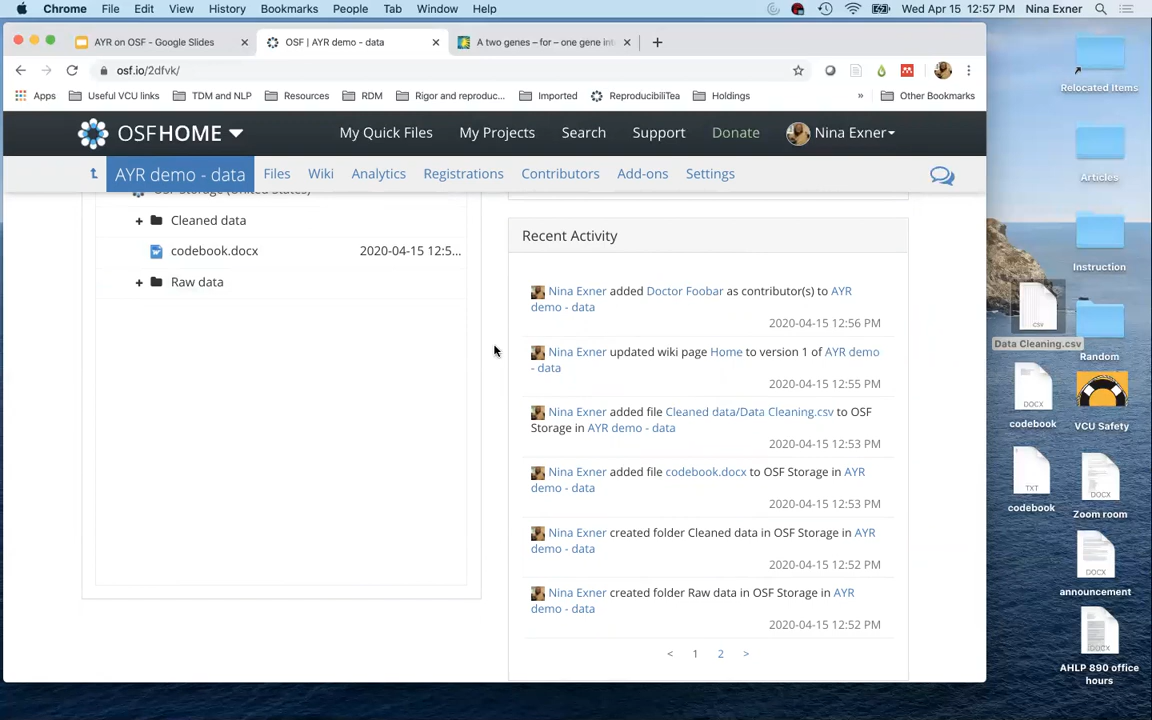 Chrome File Edit View History Bookmarks People Tab Window Help Wed Apr 15 12:57 PM Nina Exner
AYR on OSF - Google Slides OSF | AYR demo - data A two genes – for – one gene int
osf.io/2dfvk/
Apps Useful VCU links TDM and NLP Resources RDM Rigor and reproduc... Imported ReproducibiliTea Holdings » Other Bookmarks
OSFHOME My Quick Files My Projects Search Support Donate Nina Exner
AYR demo - data Files Wiki Analytics Registrations Contributors Add-ons Settings
OSF Storage (United States)
Cleaned data
codebook.docx 2020-04-15 12:5...
Raw data
Recent Activity
Nina Exner added Doctor Foobar as contributor(s) to AYR
demo - data
2020-04-15 12:56 PM
Nina Exner updated wiki page Home to version 1 of AYR demo
- data
2020-04-15 12:55 PM
Nina Exner added file Cleaned data/Data Cleaning.csv to OSF
Storage in AYR demo - data
2020-04-15 12:53 PM
Nina Exner added file codebook.docx to OSF Storage in AYR
demo - data
2020-04-15 12:53 PM
Nina Exner created folder Cleaned data in OSF Storage in AYR
demo - data
2020-04-15 12:52 PM
Nina Exner created folder Raw data in OSF Storage in AYR
demo - data
2020-04-15 12:52 PM
< 1 2 >
Relocated Items
Articles
Instruction
CSV
Data Cleaning.csv
Random
DOCX
codebook
VCU Safety
TXT
codebook
DOCX
Zoom room
DOCX
announcement
DOCX
AHLP 890 office
hours